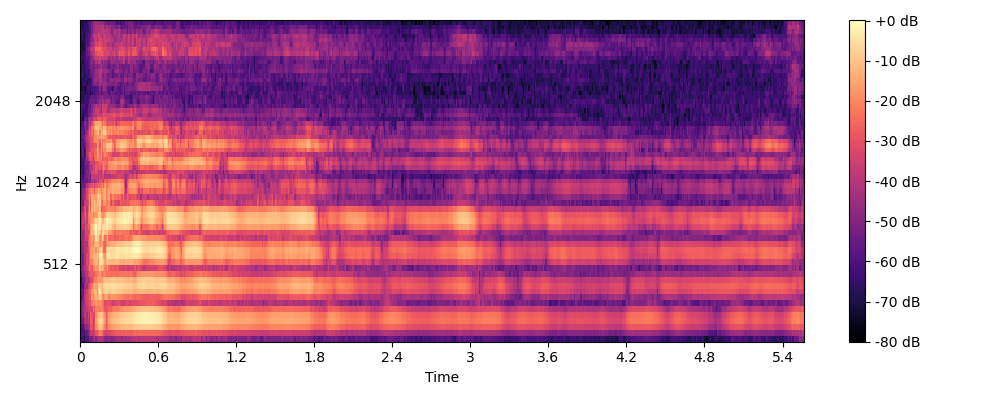 2048
1024
512
Hz
0 0.6 1.2 1.8 2.4 3 3.6 4.2 4.8 5.4
Time
+0 dB
-10 dB
-20 dB
-30 dB
-40 dB
-50 dB
-60 dB
-70 dB
-80 dB